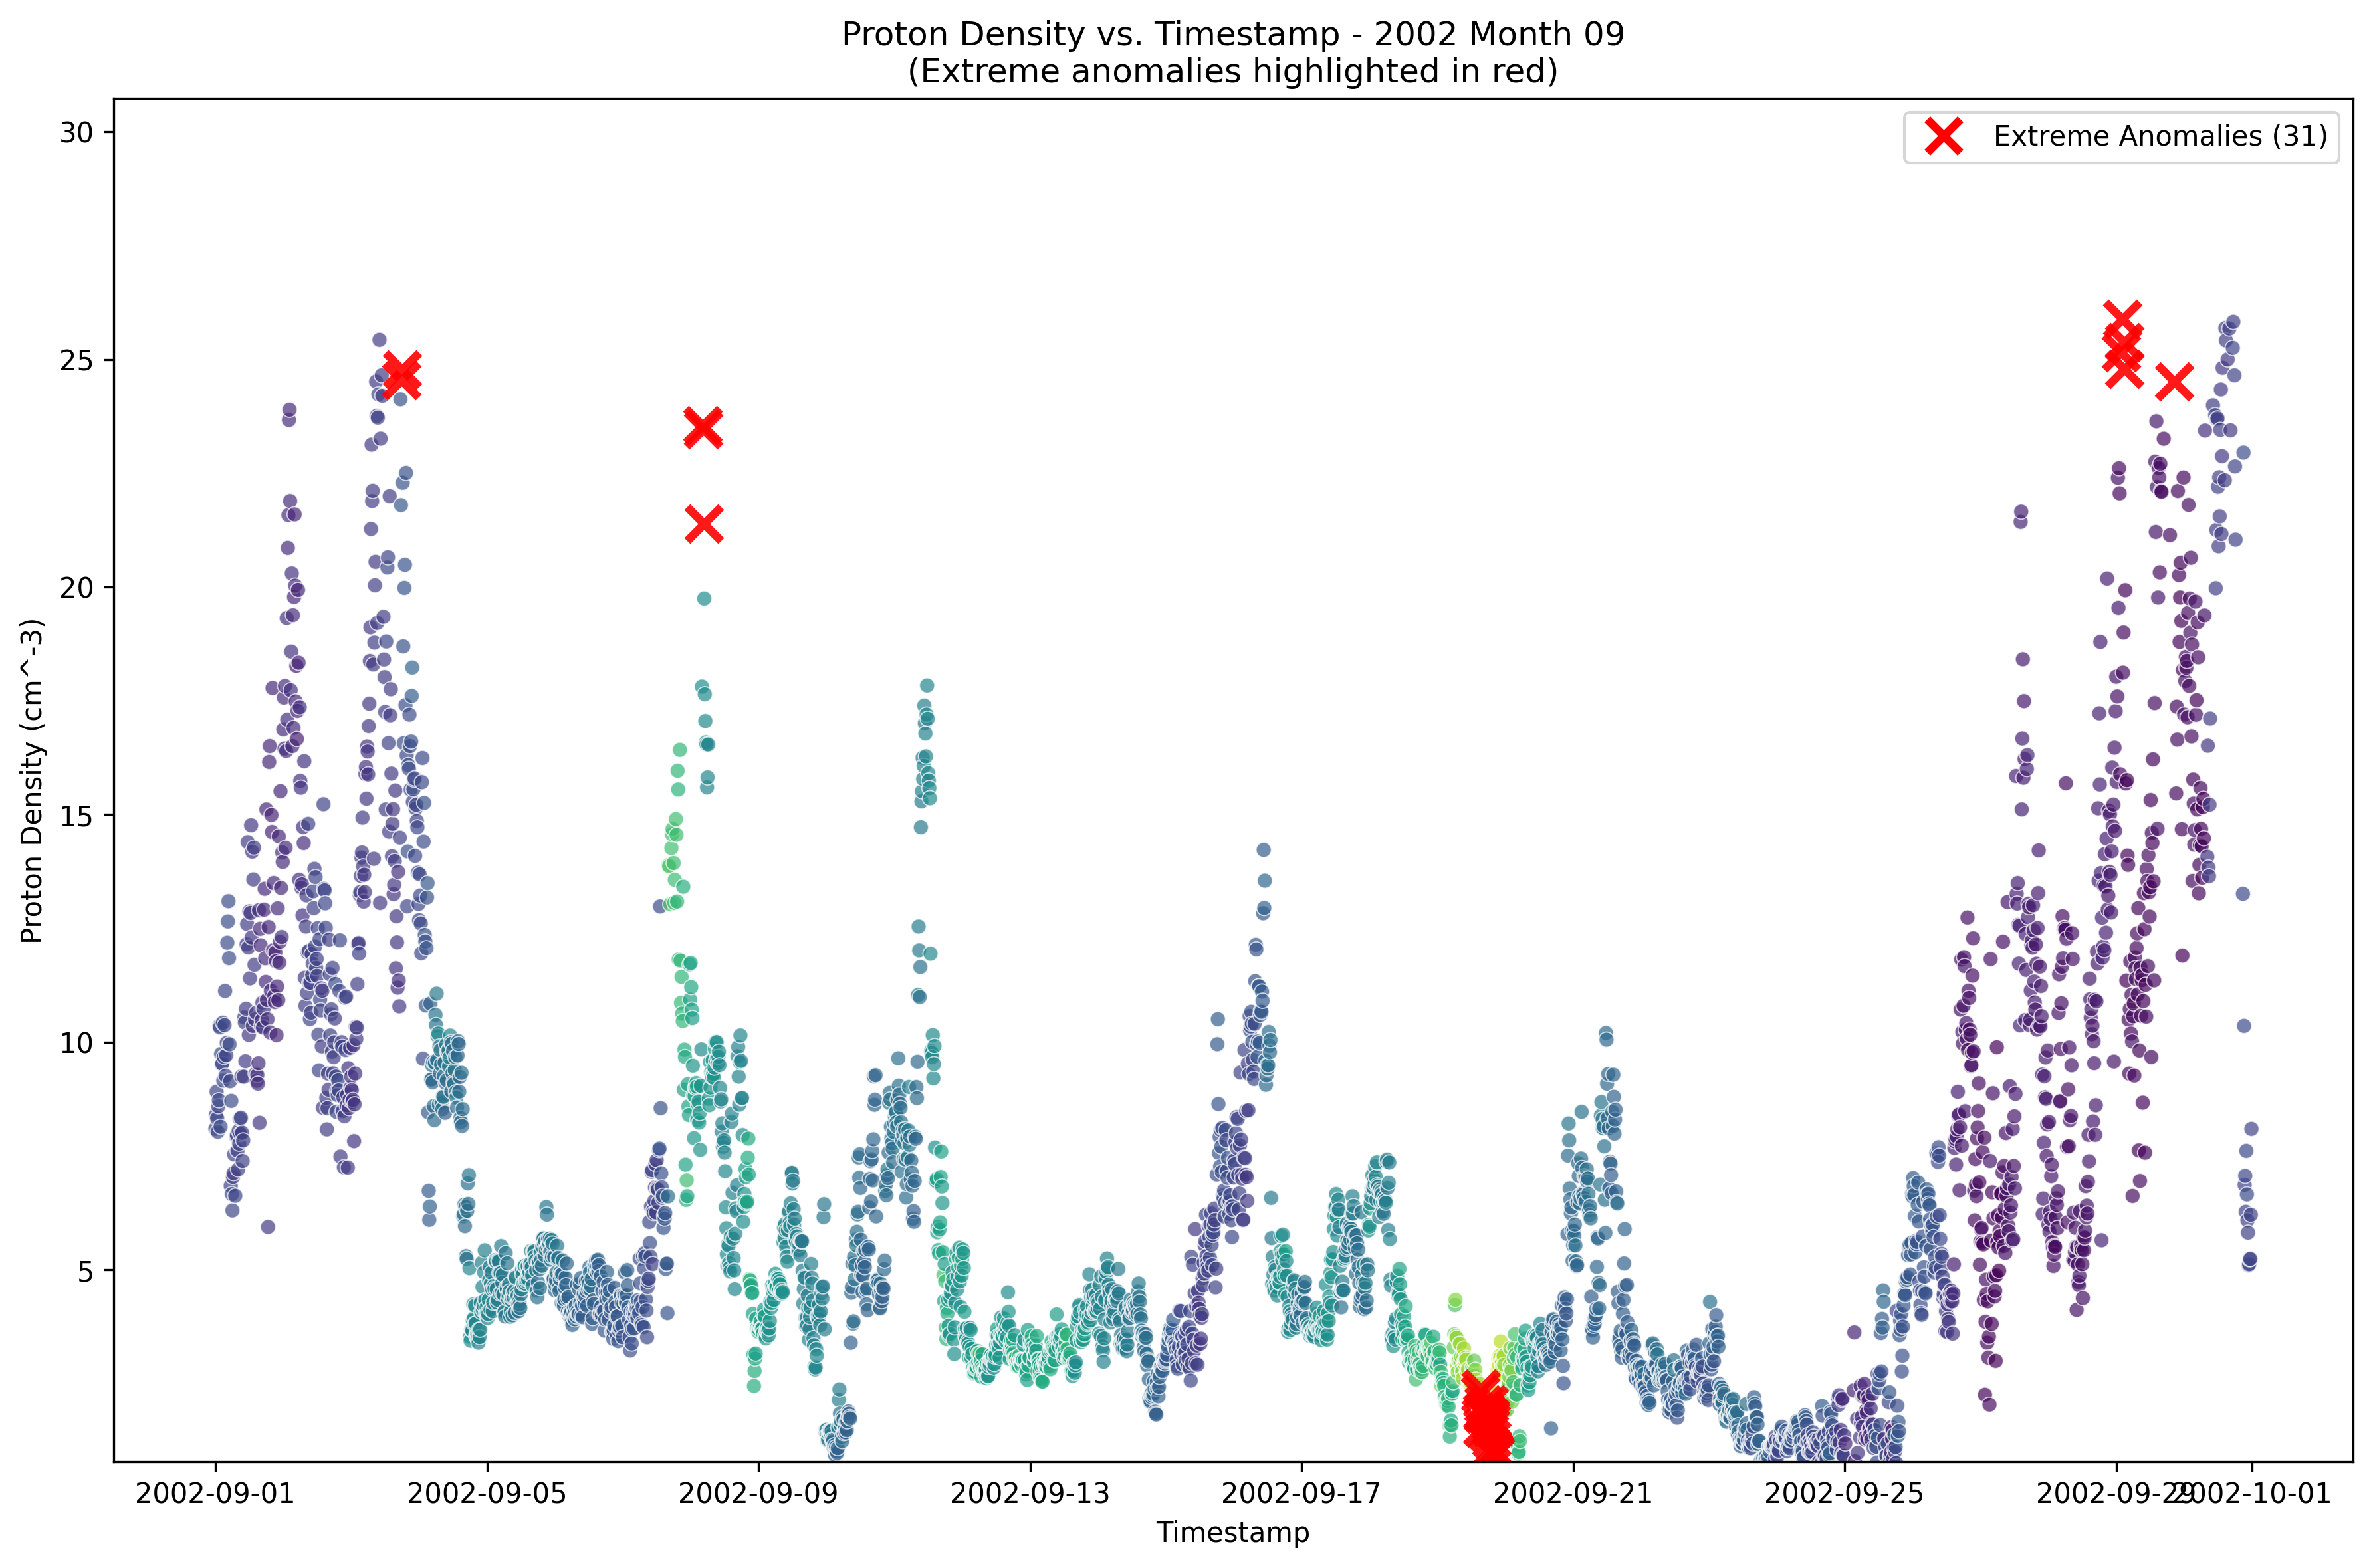 Proton Density vs. Timestamp - 2002 Month 09
(Extreme anomalies highlighted in red)
Extreme Anomalies (31)
30
25
20
15
10
5
Proton Density (cm^-3)
2002-09-01 2002-09-05 2002-09-09 2002-09-13 2002-09-17 2002-09-21 2002-09-25 2002-09-29 2002-10-01
Timestamp